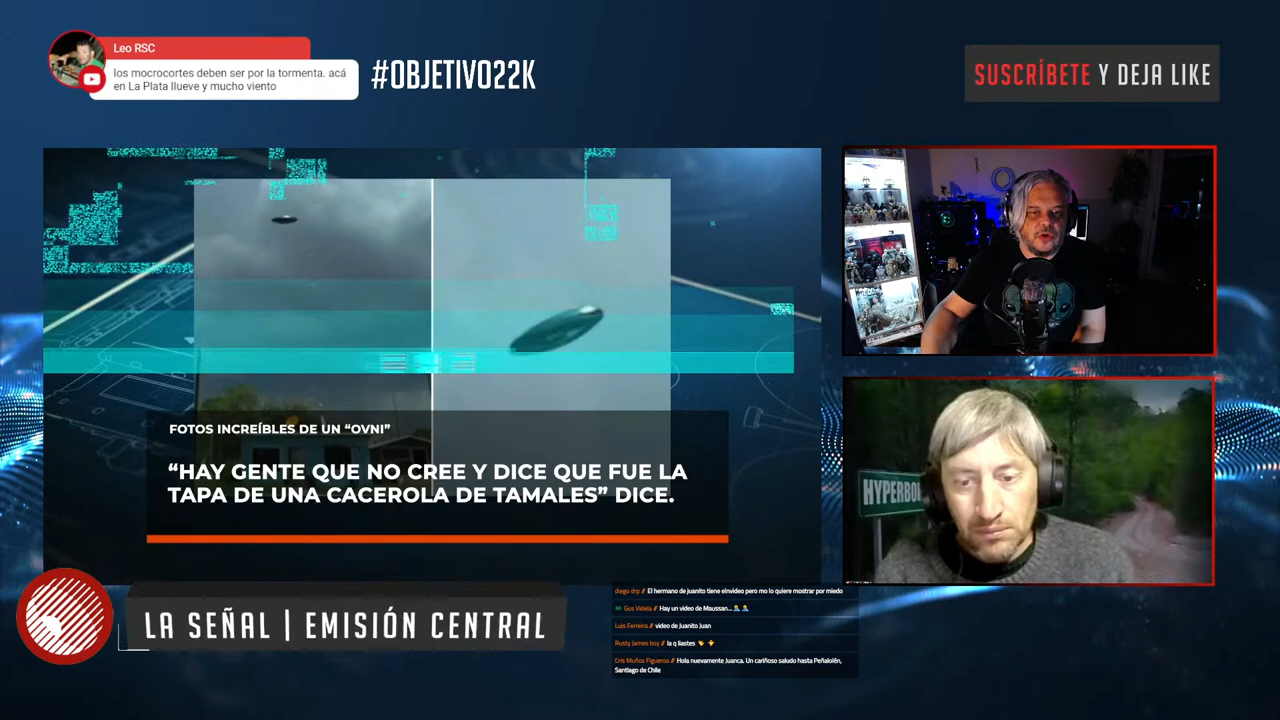 Leo RSC
los mocrocortes deben ser por la tormenta. acá
en La Plata llueve y mucho viento
#OBJETIVO22K
SUSCRÍBETE Y DEJA LIKE
FOTOS INCREÍBLES DE UN “OVNI”
“HAY GENTE QUE NO CREE Y DICE QUE FUE LA
TAPA DE UNA CACEROLA DE TAMALES” DICE.
HYPERBO
LA SEÑAL | EMISIÓN CENTRAL
diego drp // El hermano de juanito tiene einvideo pero mo lo quiere mostrar por miedo
Gus Videla // Hay un video de Maussan...
Luis Ferreira // video de Juanito Juan
Rusty James boy // la q liastes
Cris Muñoz Figueroa // Hola nuevamente Juanca. Un cariñoso saludo hasta Peñalolén,
Santiago de Chile